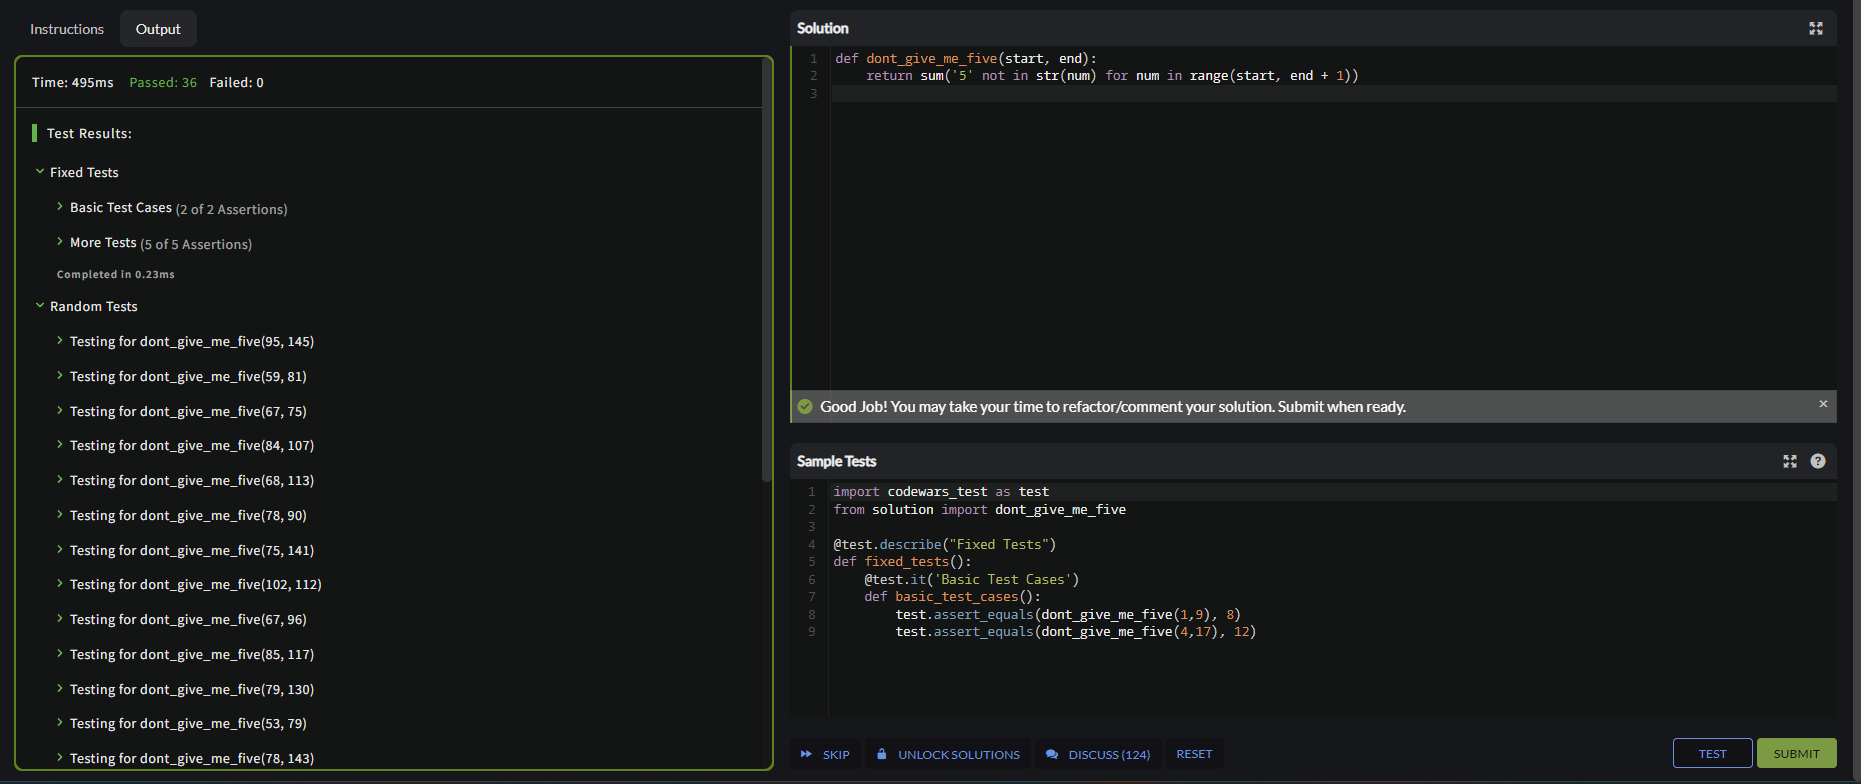 Instructions
Output
Time: 495ms Passed: 36 Failed: 0
Test Results:
Fixed Tests
Basic Test Cases (2 of 2 Assertions)
More Tests (5 of 5 Assertions)
Completed in 0.23ms
Random Tests
Testing for dont_give_me_five(95, 145)
Testing for dont_give_me_five(59, 81)
Testing for dont_give_me_five(67, 75)
Testing for dont_give_me_five(84, 107)
Testing for dont_give_me_five(68, 113)
Testing for dont_give_me_five(78, 90)
Testing for dont_give_me_five(75, 141)
Testing for dont_give_me_five(102, 112)
Testing for dont_give_me_five(67, 96)
Testing for dont_give_me_five(85, 117)
Testing for dont_give_me_five(79, 130)
Testing for dont_give_me_five(53, 79)
Testing for dont_give_me_five(78, 143)
Solution
1 def dont_give_me_five(start, end):
2     return sum('5' not in str(num) for num in range(start, end + 1))
3
Good Job! You may take your time to refactor/comment your solution. Submit when ready. ×
Sample Tests
?
1 import codewars_test as test
2 from solution import dont_give_me_five
3
4 @test.describe("Fixed Tests")
5 def fixed_tests():
6     @test.it('Basic Test Cases')
7     def basic_test_cases():
8         test.assert_equals(dont_give_me_five(1,9), 8)
9         test.assert_equals(dont_give_me_five(4,17), 12)
SKIP
UNLOCK SOLUTIONS
DISCUSS (124)
RESET
TEST
SUBMIT